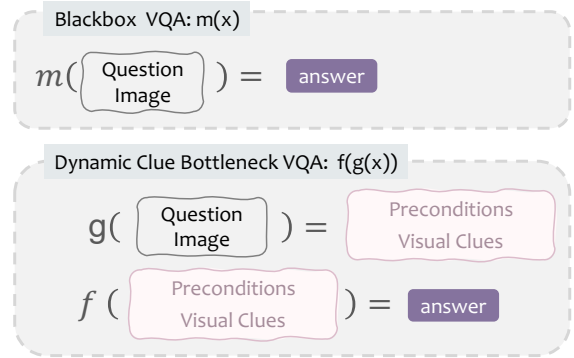 Blackbox VQA: m(x)
m( Question Image ) = answer
Dynamic Clue Bottleneck VQA: f(g(x))
g( Question Image ) = Preconditions Visual Clues
f ( Preconditions Visual Clues ) = answer